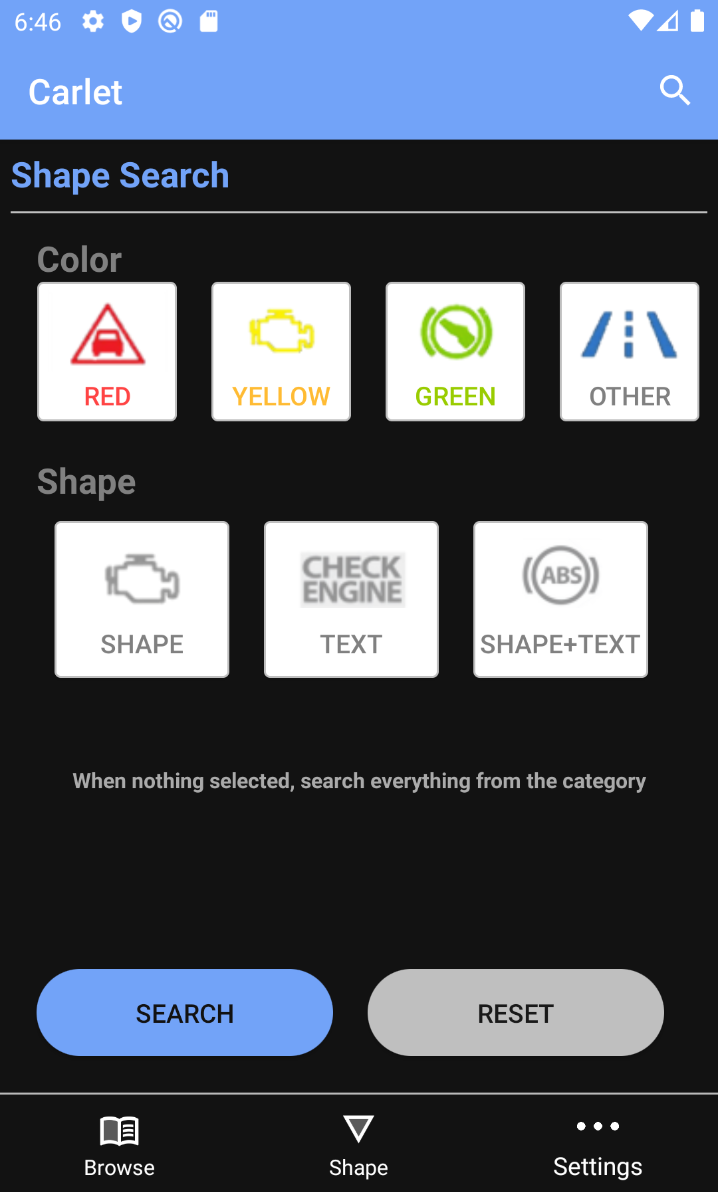 6:46
Carlet
Shape Search
Color
RED
YELLOW
GREEN
OTHER
Shape
CHECK
ENGINE
ABS
SHAPE
TEXT
SHAPE+TEXT
When nothing selected, search everything from the category
SEARCH
RESET
Browse
Shape
Settings